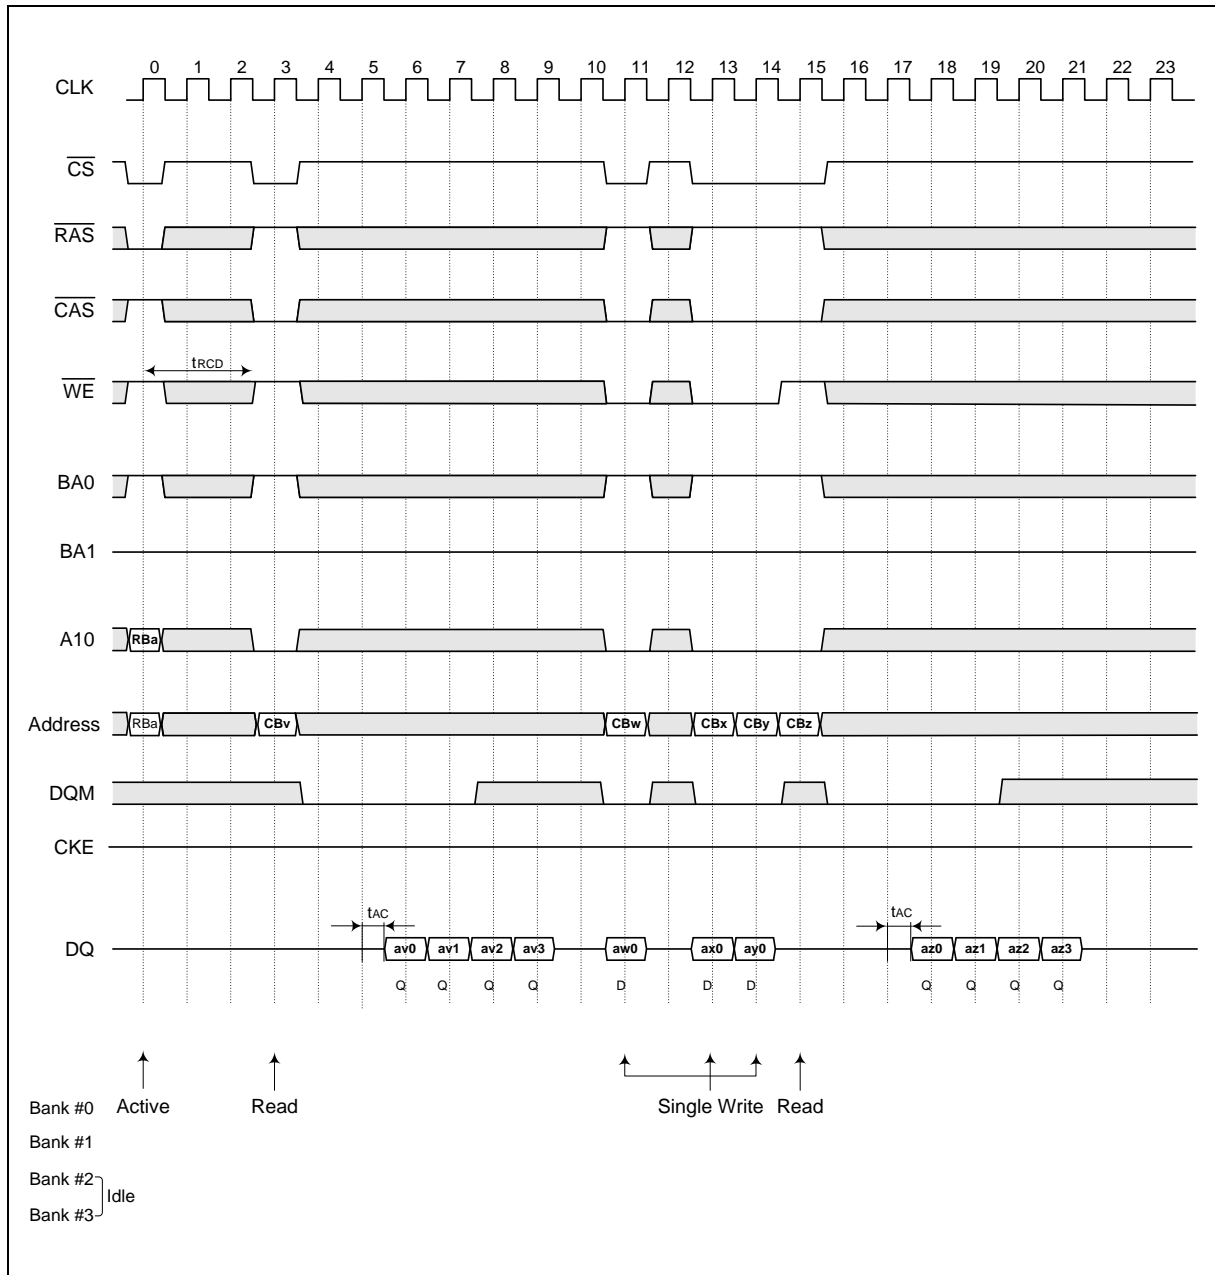 0 1 2 3 4 5 6 7 8 9 10 11 12 13 14 15 16 17 18 19 20 21 22 23
CLK
CS
RAS
CAS
tRCD
WE
BA0
BA1
A10 RBa
Address RBa CBv CBw CBx CBy CBz
DQM
CKE
tAC tAC
DQ av0 av1 av2 av3 aw0 ax0 ay0 az0 az1 az2 az3
Q Q Q Q D D D Q Q Q Q
Bank #0 Active Read Single Write Read
Bank #1
Bank #2
Idle
Bank #3